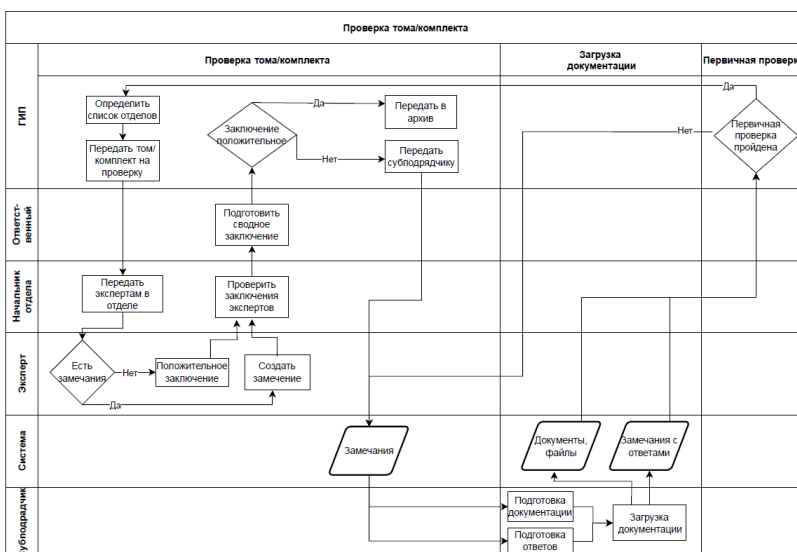 Проверка тома/комплекта
Проверка тома/комплекта
Загрузка
документации
Первичная проверк
ГИП
Определить
список отделов
Передать том/
комплект на
проверку
Заключение
положительное
Да
Нет
Передать в
архив
Передать
субподрядчику
Да
Нет
Первичная
проверка
пройдена
Ответст-
венный
Подготовить
сводное
заключение
Начальник
отдела
Передать
экспертам в
отделе
Проверить
заключения
экспертов
Эксперт
Есть
замечания
Нет
Да
Положительное
заключение
Создать
замечение
Система
Замечания
Документы,
файлы
Замечания с
ответами
Субподрадчик
Подготовка
документации
Подготовка
ответов
Загрузка
документации